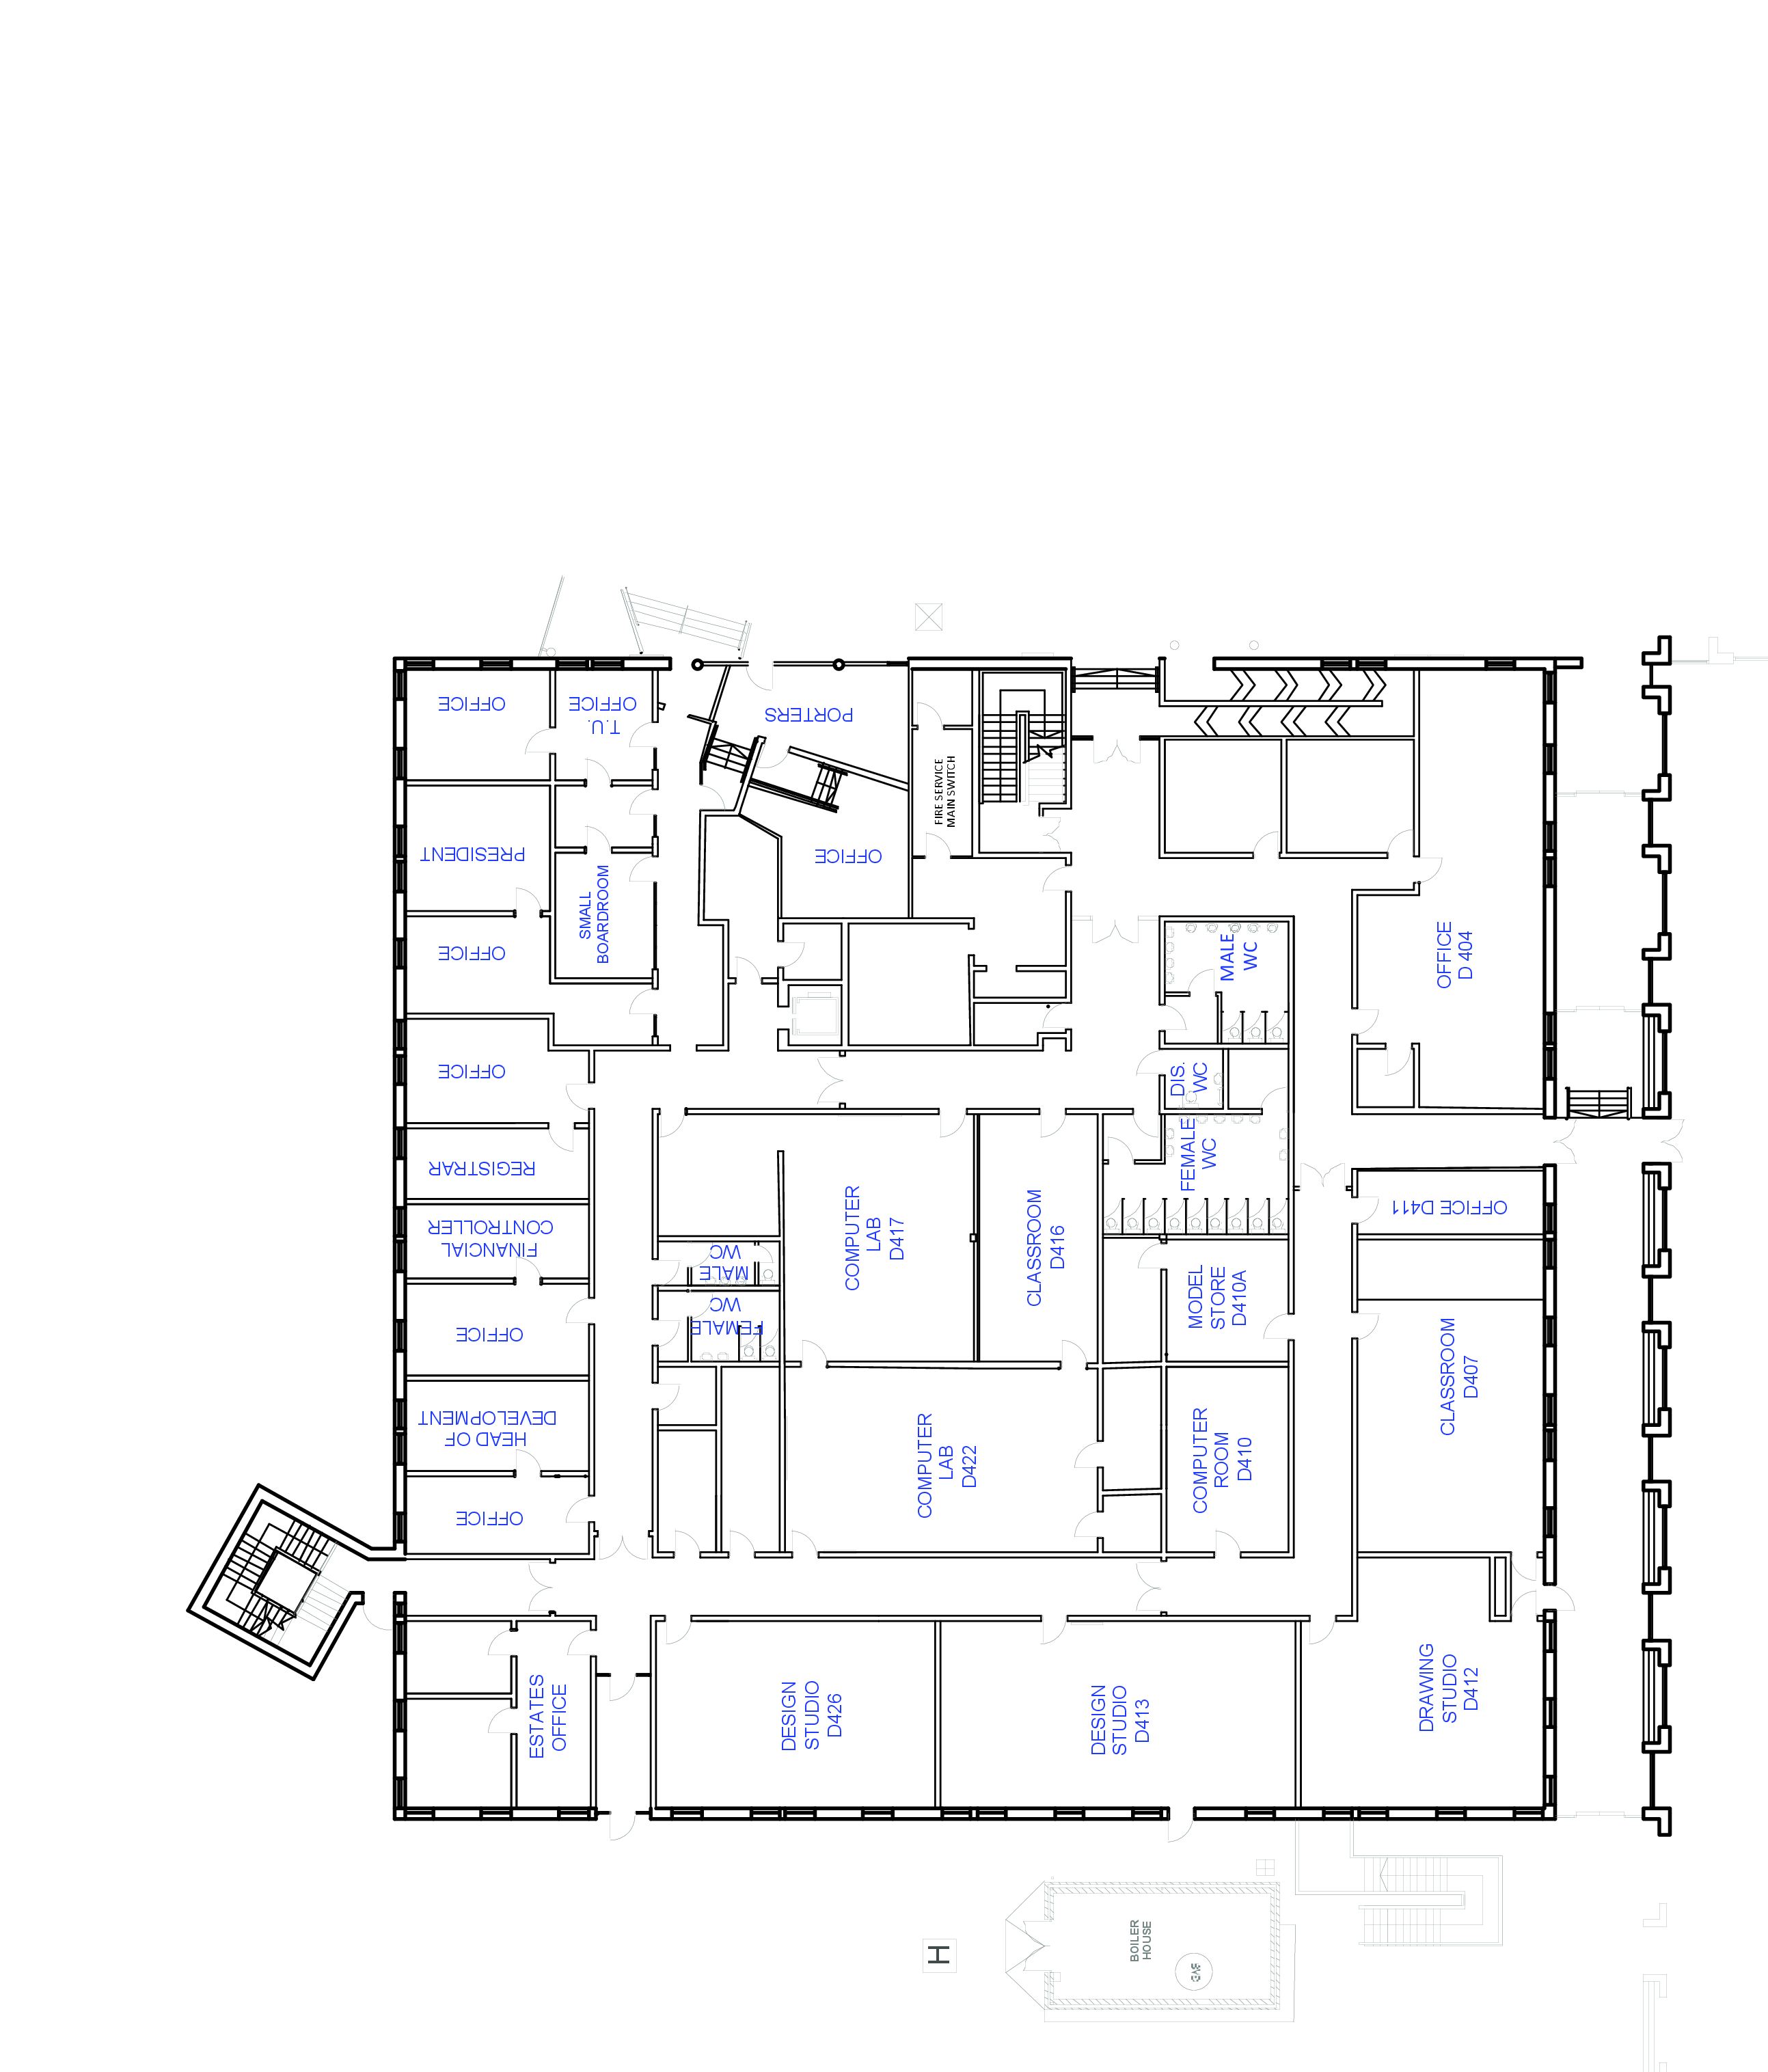 OFFICE
T.U.
OFFICE
PORTERS
FIRE SERVICE
MAIN SWITCH
PRESIDENT
SMALL
BOARDROOM
OFFICE
OFFICE
MALE
WC
OFFICE
D 404
OFFICE
DIS.
WC
FEMALE
WC
REGISTRAR
FINANCIAL
CONTROLLER
MALE
WC
FEMALE
WC
COMPUTER
LAB
D417
CLASSROOM
D416
MODEL
STORE
D410A
OFFICE D411
OFFICE
CLASSROOM
D407
HEAD OF
DEVELOPMENT
COMPUTER
LAB
D422
COMPUTER
ROOM
D410
OFFICE
ESTATES
OFFICE
DESIGN
STUDIO
D426
DESIGN
STUDIO
D413
DRAWING
STUDIO
D412
H
BOILER
HOUSE
GAS